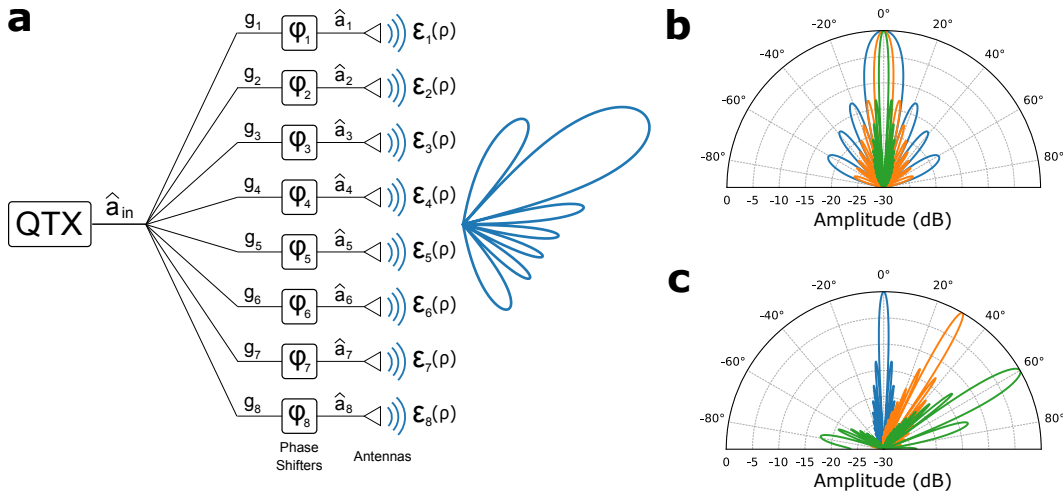 a
QTX
â_in
g₁ φ₁ â₁ ε₁(ρ)
g₂ φ₂ â₂ ε₂(ρ)
g₃ φ₃ â₃ ε₃(ρ)
g₄ φ₄ â₄ ε₄(ρ)
g₅ φ₅ â₅ ε₅(ρ)
g₆ φ₆ â₆ ε₆(ρ)
g₇ φ₇ â₇ ε₇(ρ)
g₈ φ₈ â₈ ε₈(ρ)
Phase Antennas
Shifters
b
0°
-20° 20°
-40° 40°
-60° 60°
-80° 80°
0 -5 -10 -15 -20 -25 -30
Amplitude (dB)
c
0°
-20° 20°
-40° 40°
-60° 60°
-80° 80°
0 -5 -10 -15 -20 -25 -30
Amplitude (dB)